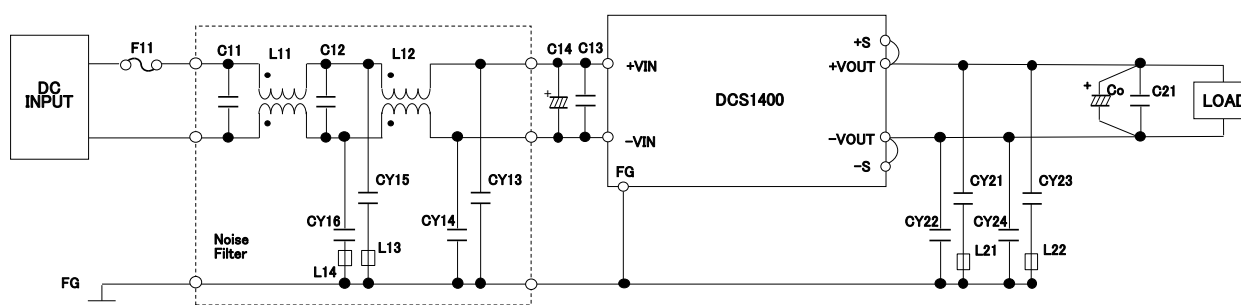 DC
INPUT
F11
C11
L11
C12
L12
C14
C13
+
+VIN
-VIN
DCS1400
FG
+S
+VOUT
-VOUT
-S
+
Co
C21
LOAD
CY15
CY13
CY16
CY14
L13
L14
Noise
Filter
CY21
CY23
CY22
CY24
L21
L22
FG